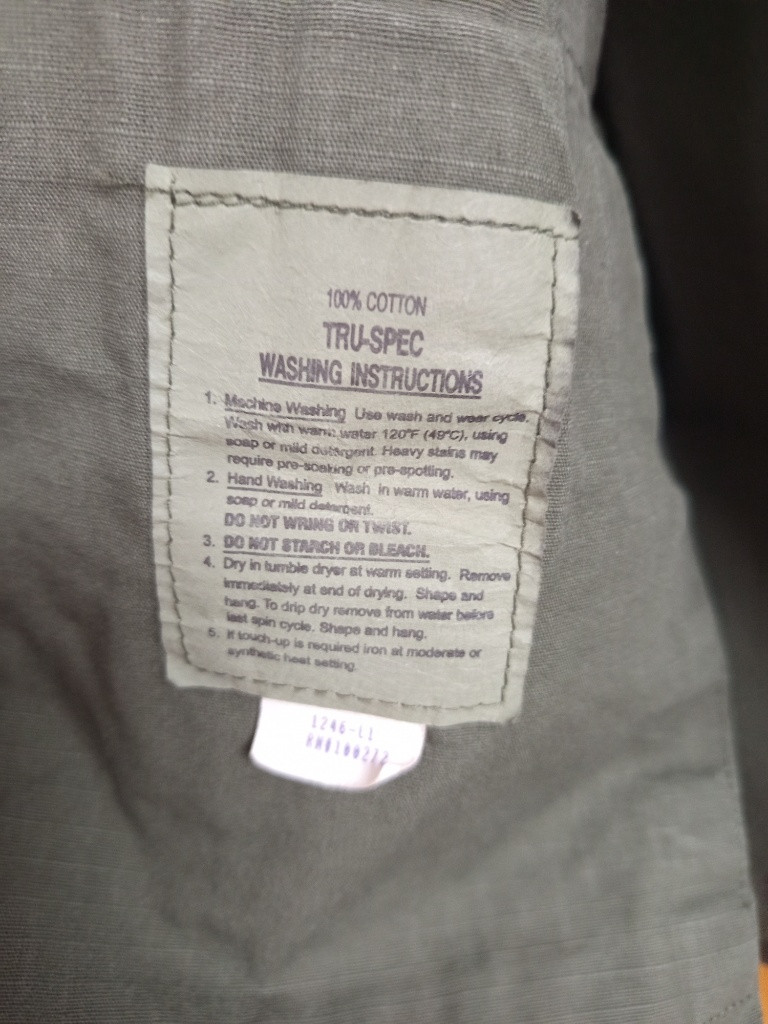 100% COTTON
TRU-SPEC
WASHING INSTRUCTIONS
1. Machine Washing Use wash and wear cycle.
Wash with warm water 120°F (49°C), using
soap or mild detergent. Heavy stains may
require pre-soaking or pre-spotting.
2. Hand Washing Wash in warm water, using
soap or mild detergent.
DO NOT WRING OR TWIST.
3. DO NOT STARCH OR BLEACH.
4. Dry in tumble dryer at warm setting. Remove
immediately at end of drying. Shape and
hang. To drip dry remove from water before
last spin cycle. Shape and hang.
5. If touch-up is required iron at moderate or
synthetic heat setting.
1246-L1